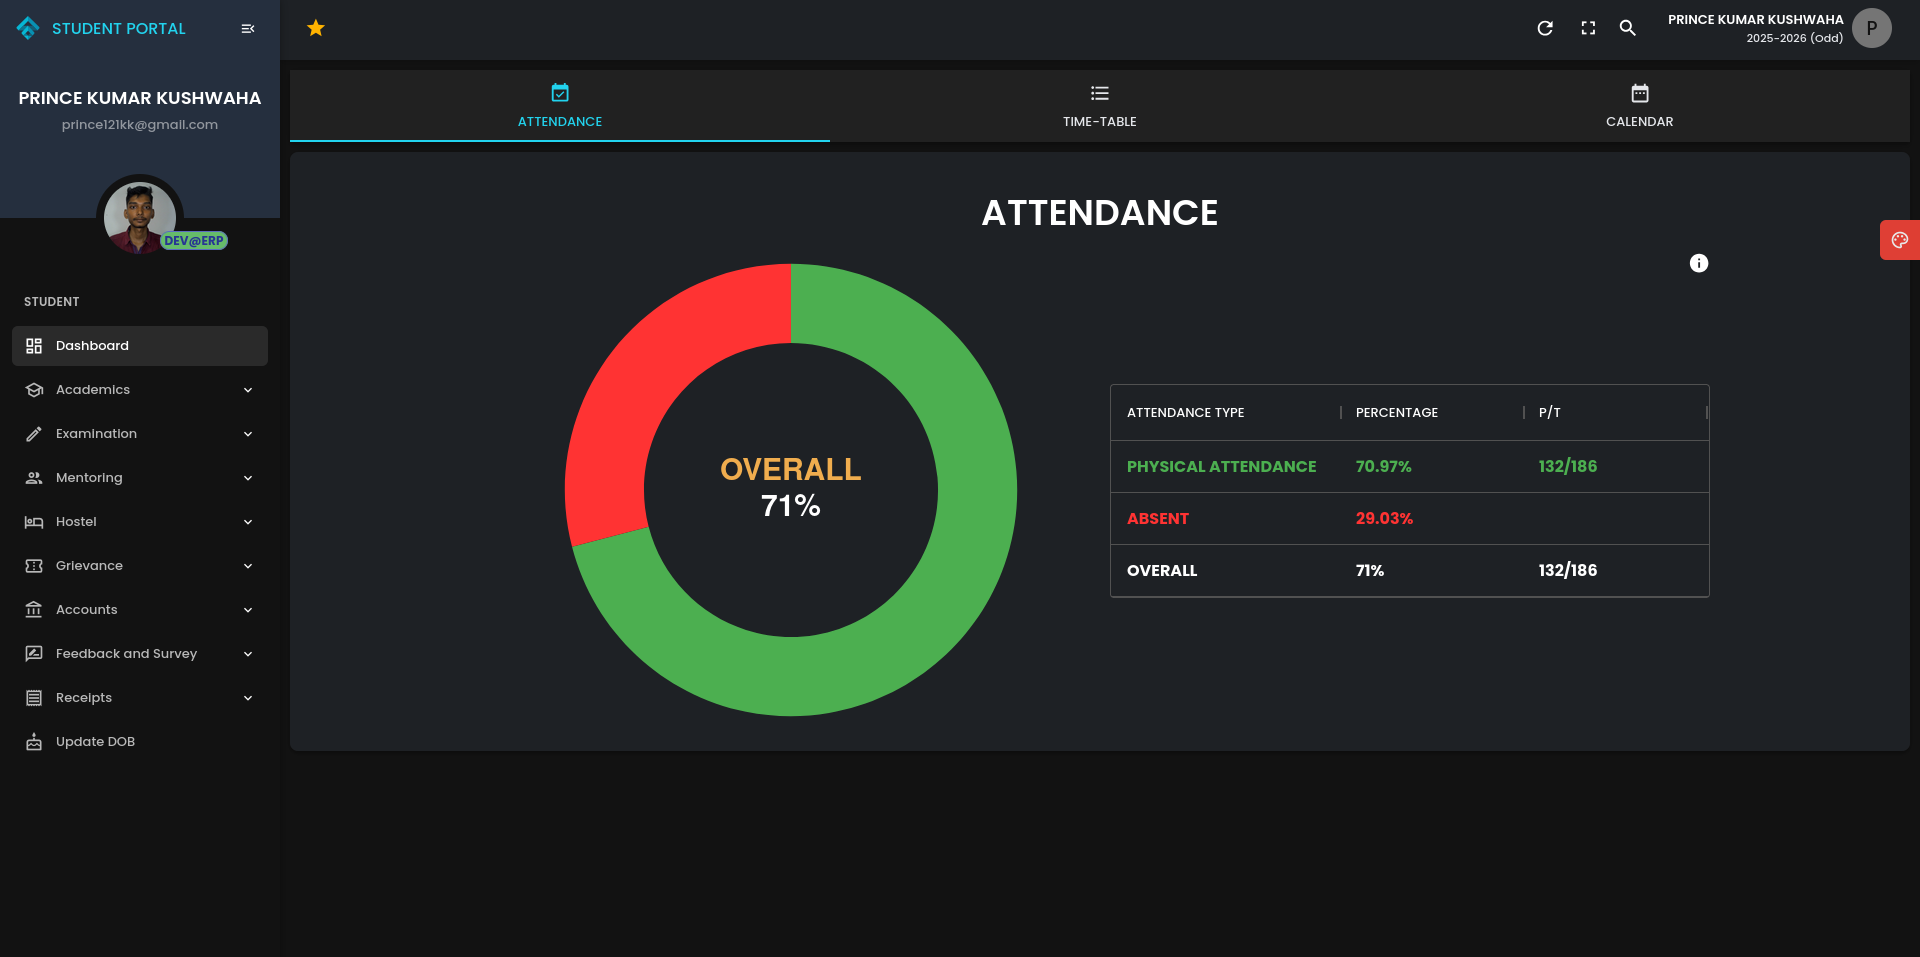 STUDENT PORTAL
PRINCE KUMAR KUSHWAHA
2025-2026 (Odd)
P
PRINCE KUMAR KUSHWAHA
prince121kk@gmail.com
DEV@ERP
STUDENT
Dashboard
Academics
Examination
Mentoring
Hostel
Grievance
Accounts
Feedback and Survey
Receipts
Update DOB
ATTENDANCE
TIME-TABLE
CALENDAR
ATTENDANCE
OVERALL
71%
ATTENDANCE TYPE PERCENTAGE P/T
PHYSICAL ATTENDANCE 70.97% 132/186
ABSENT 29.03%
OVERALL 71% 132/186